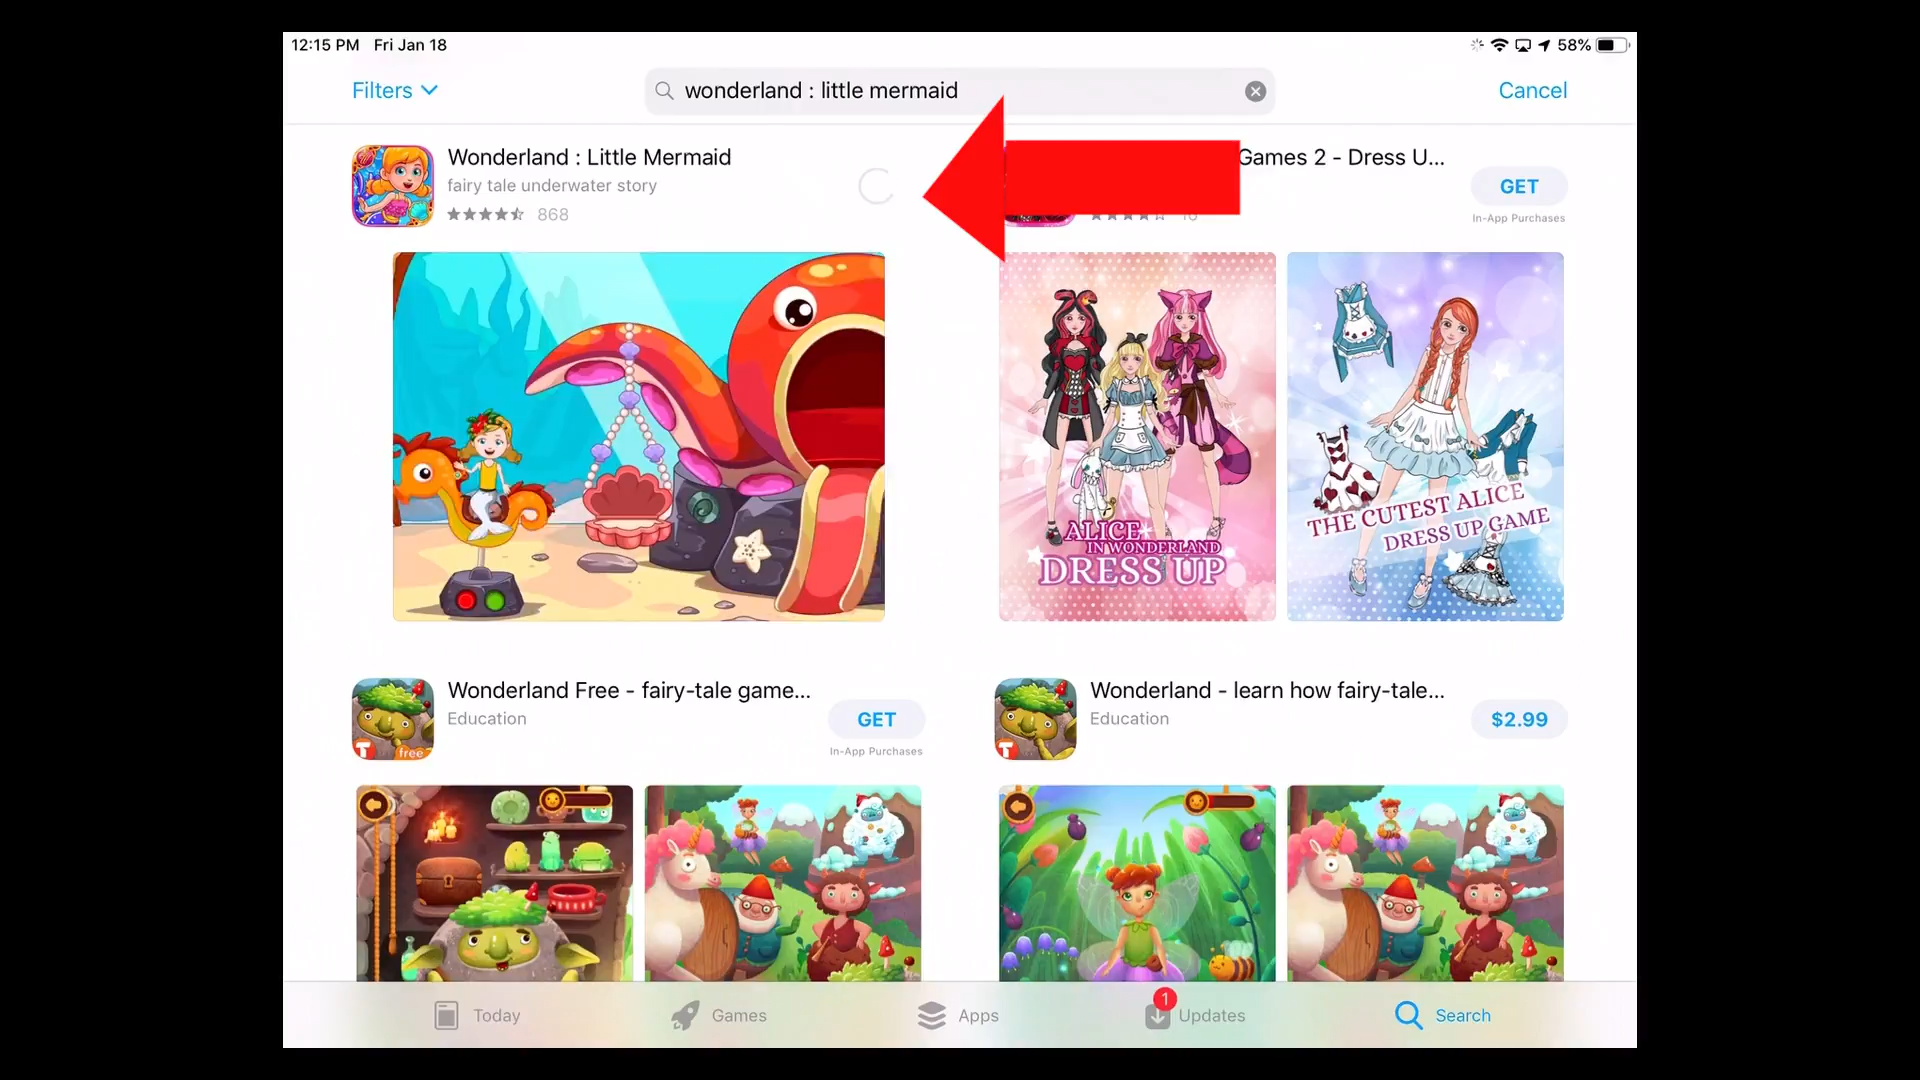 12:15 PM Fri Jan 18
58%
Filters
wonderland : little mermaid
Cancel
Wonderland : Little Mermaid
fairy tale underwater story
868
Games 2 - Dress U...
GET
In-App Purchases
ALICE
IN WONDERLAND
DRESS UP
THE CUTEST ALICE
DRESS UP GAME
Wonderland Free - fairy-tale game...
Education
GET
In-App Purchases
T free
Wonderland - learn how fairy-tale...
Education
$2.99
T
Today
Games
Apps
1
Updates
Search